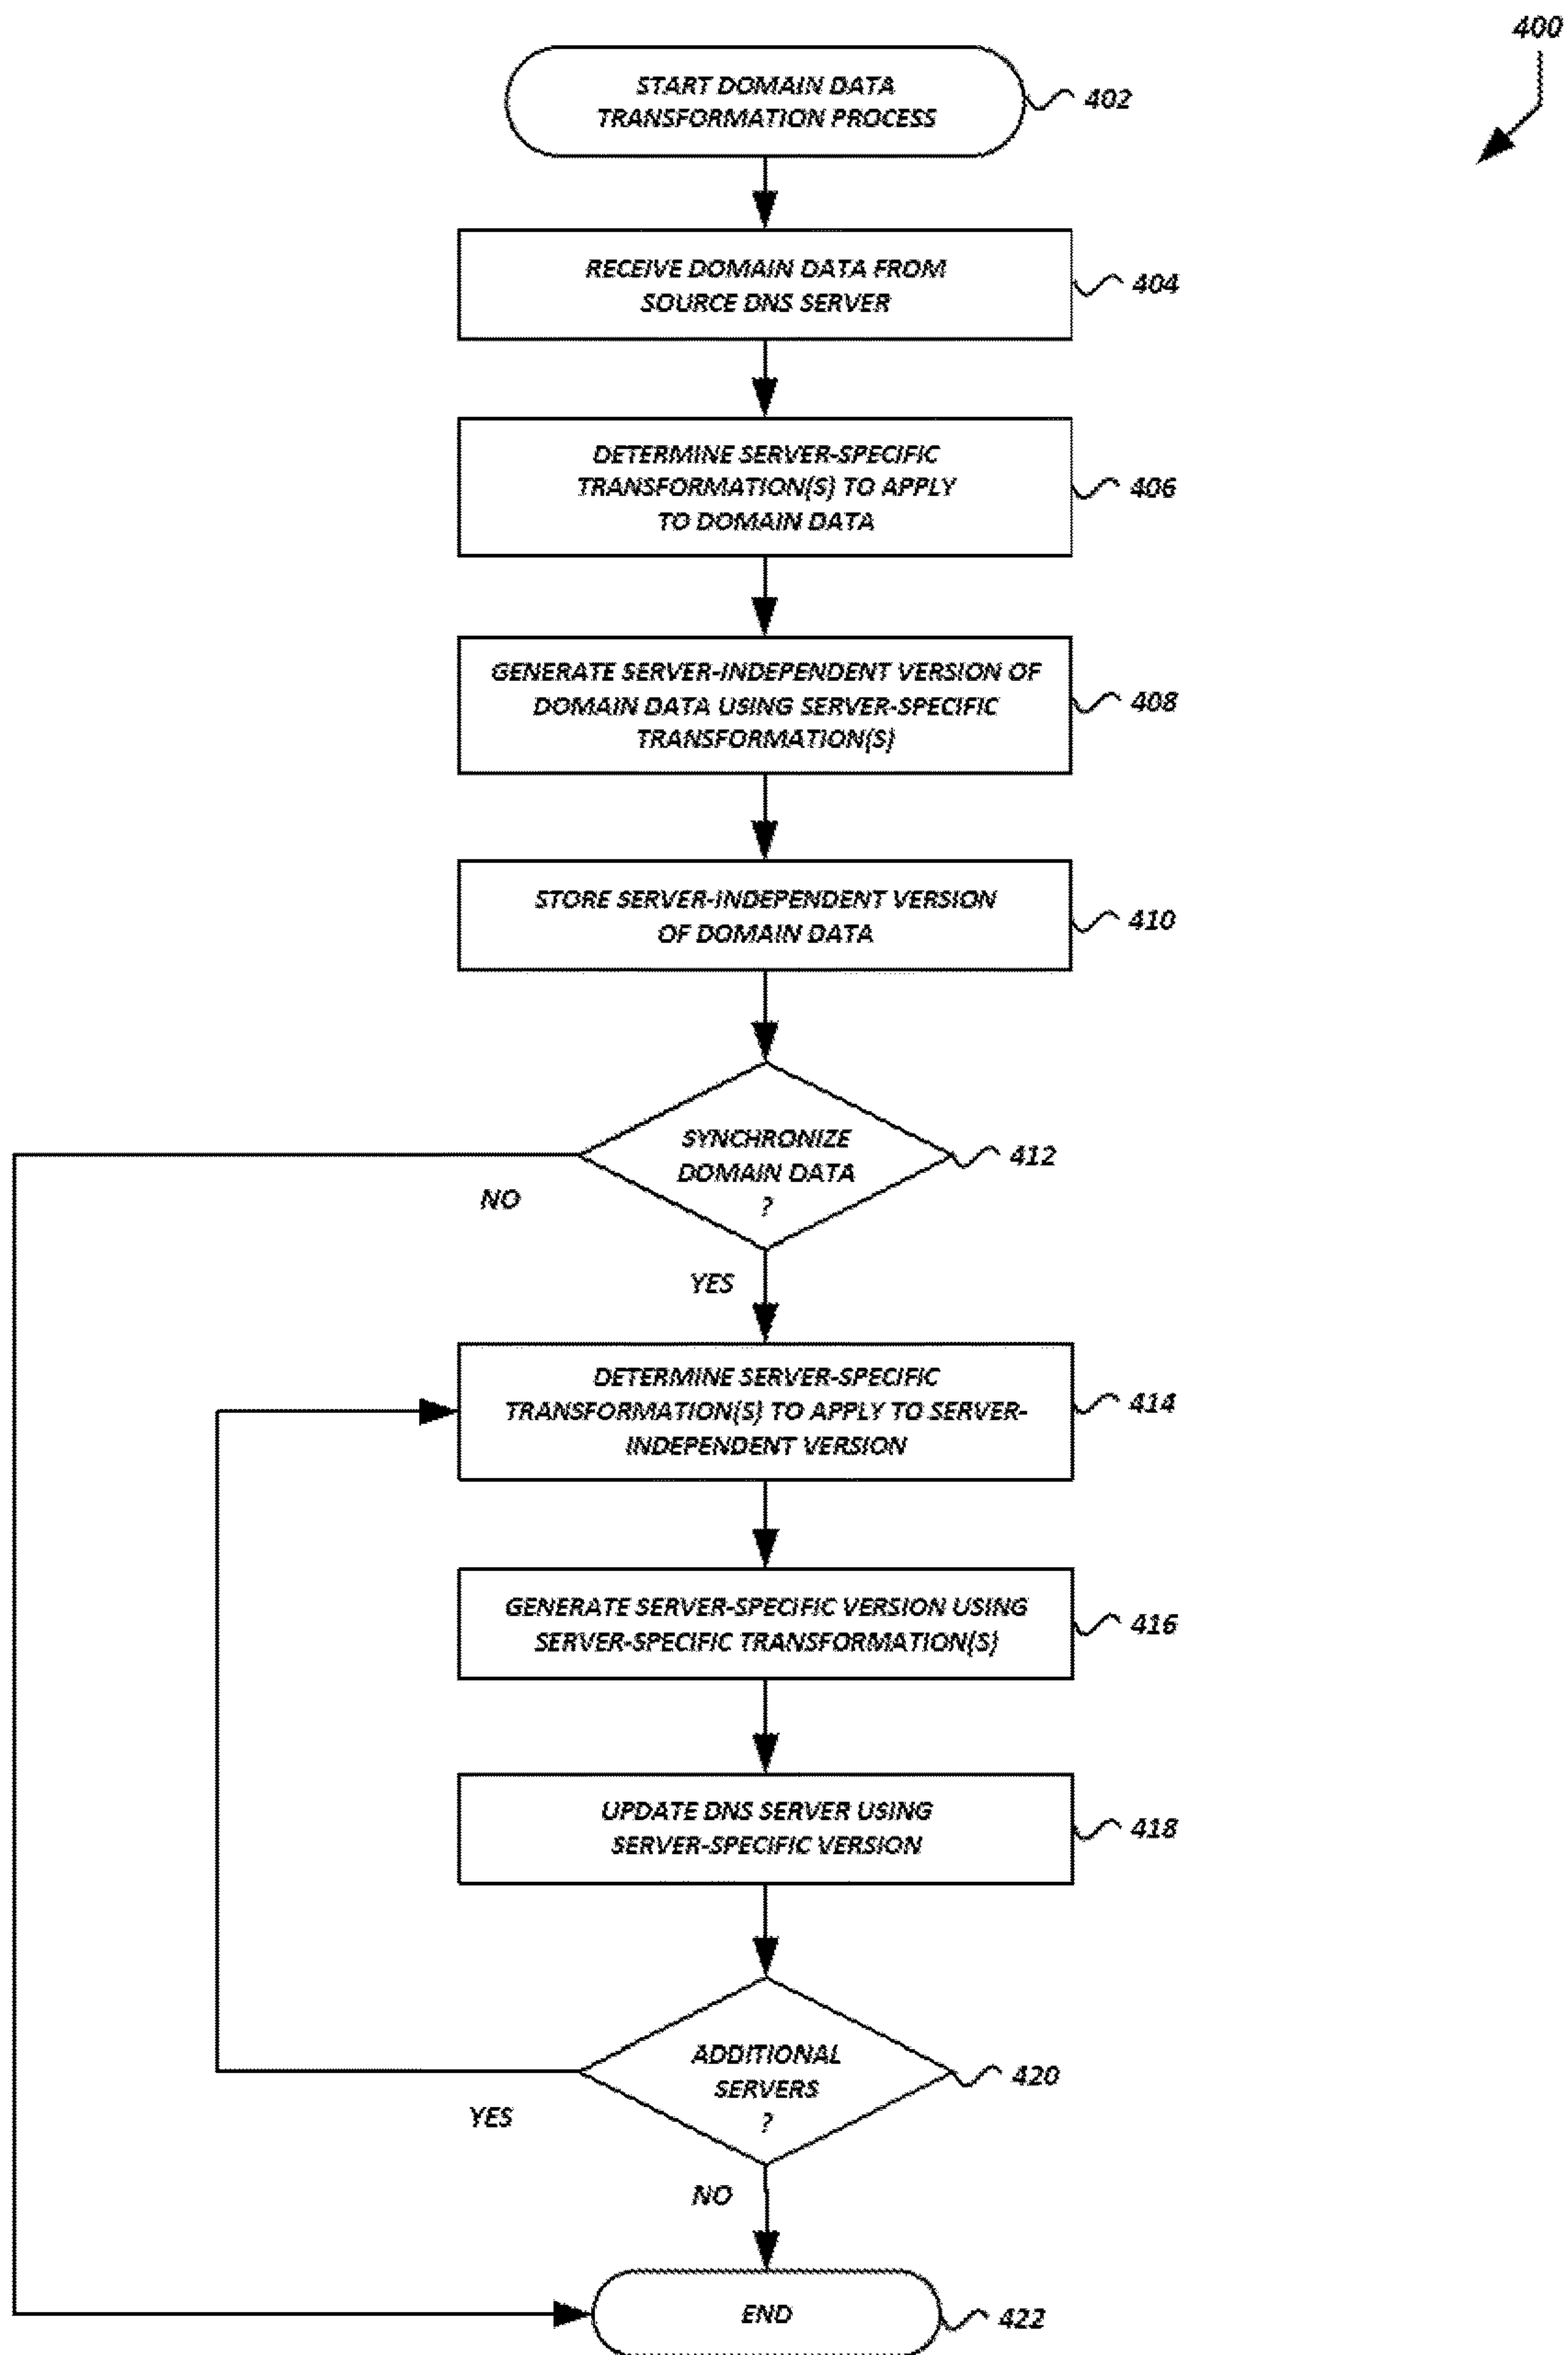 400
START DOMAIN DATA
TRANSFORMATION PROCESS
402
RECEIVE DOMAIN DATA FROM
SOURCE DNS SERVER
404
DETERMINE SERVER-SPECIFIC
TRANSFORMATION(S) TO APPLY
TO DOMAIN DATA
406
GENERATE SERVER-INDEPENDENT VERSION OF
DOMAIN DATA USING SERVER-SPECIFIC
TRANSFORMATION(S)
408
STORE SERVER-INDEPENDENT VERSION
OF DOMAIN DATA
410
SYNCHRONIZE
DOMAIN DATA
?
412
NO
YES
DETERMINE SERVER-SPECIFIC
TRANSFORMATION(S) TO APPLY TO SERVER-
INDEPENDENT VERSION
414
GENERATE SERVER-SPECIFIC VERSION USING
SERVER-SPECIFIC TRANSFORMATION(S)
416
UPDATE DNS SERVER USING
SERVER-SPECIFIC VERSION
418
ADDITIONAL
SERVERS
?
420
YES
NO
END
422